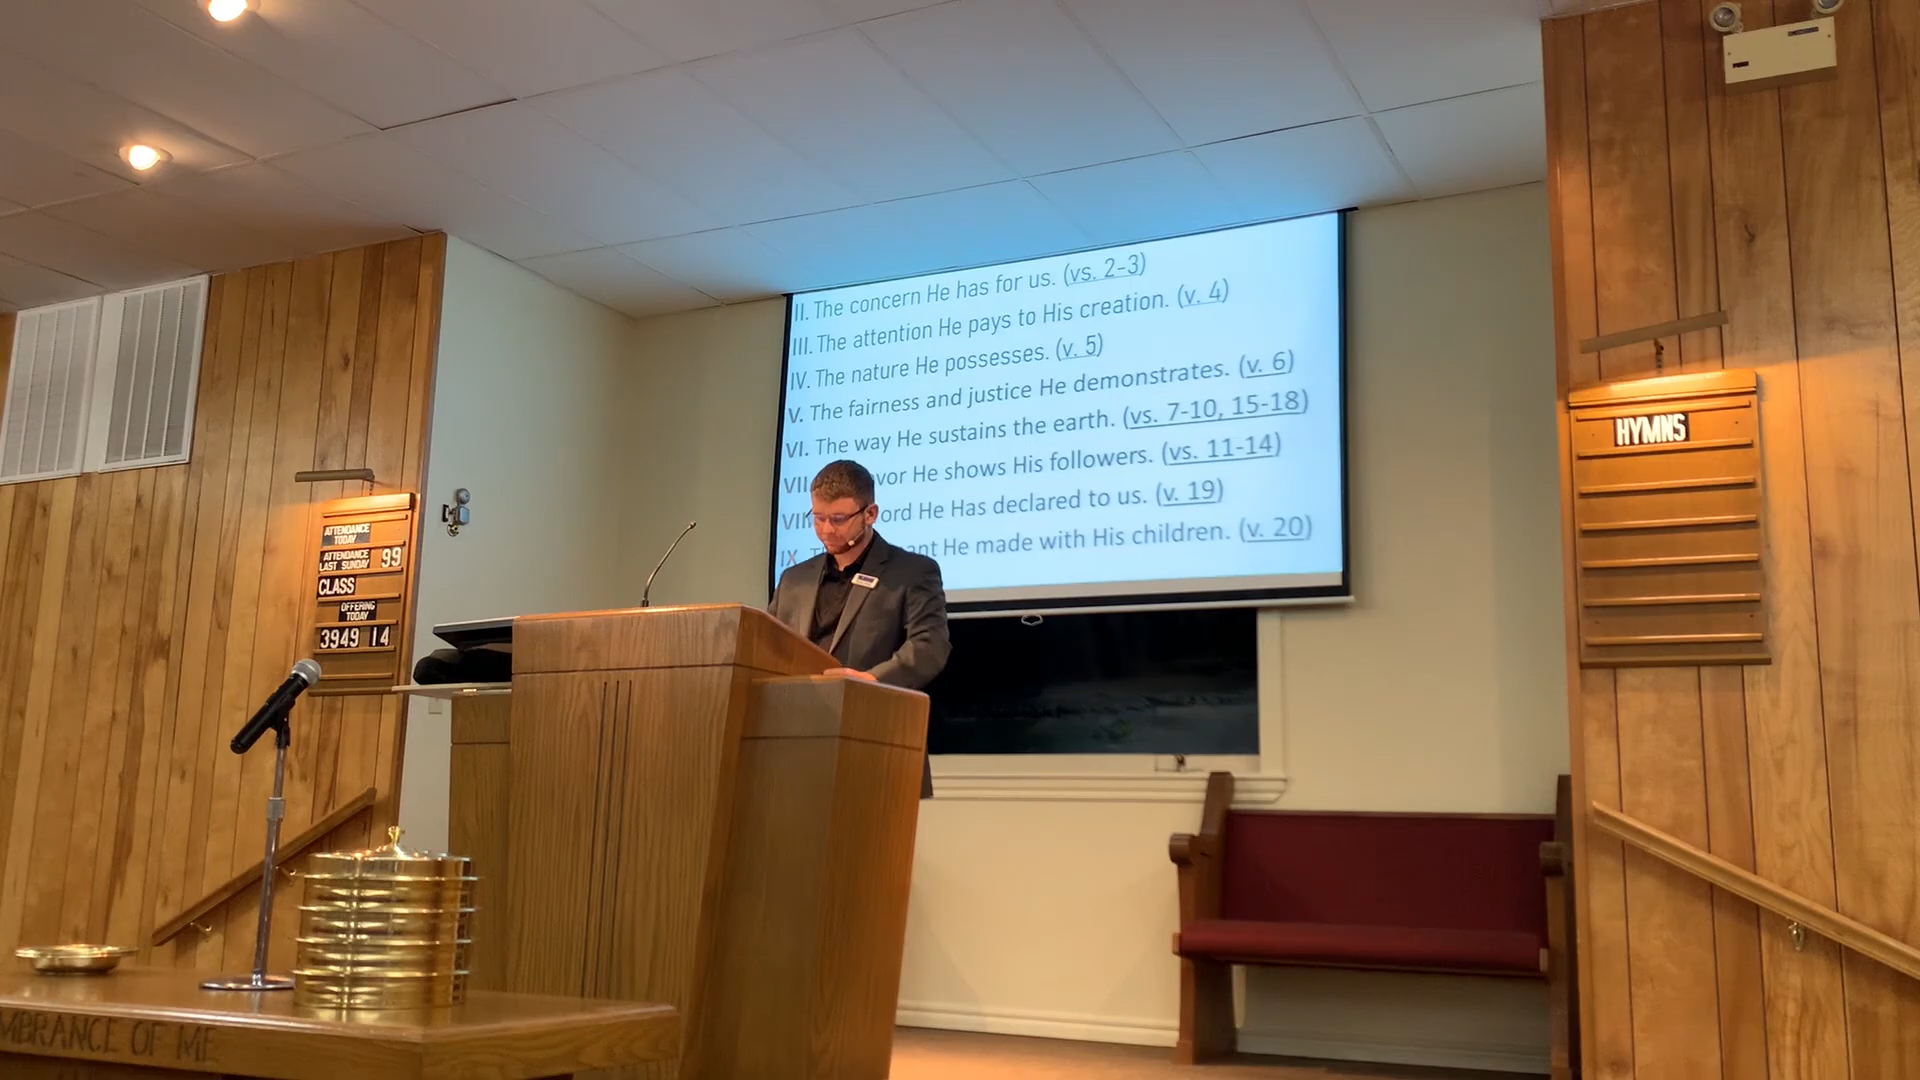 II. The concern He has for us. (vs. 2-3)
III. The attention He pays to His creation. (v. 4)
IV. The nature He possesses. (v. 5)
V. The fairness and justice He demonstrates. (v. 6)
VI. The way He sustains the earth. (vs. 7-10, 15-18)
VII vor He shows His followers. (vs. 11-14)
VIII ord He Has declared to us. (v. 19)
IX. ant He made with His children. (v. 20)
HYMNS
ATTENDANCE
TODAY
ATTENDANCE
LAST SUNDAY 99
CLASS
OFFERING
TODAY
3949 14
MBRANCE OF ME